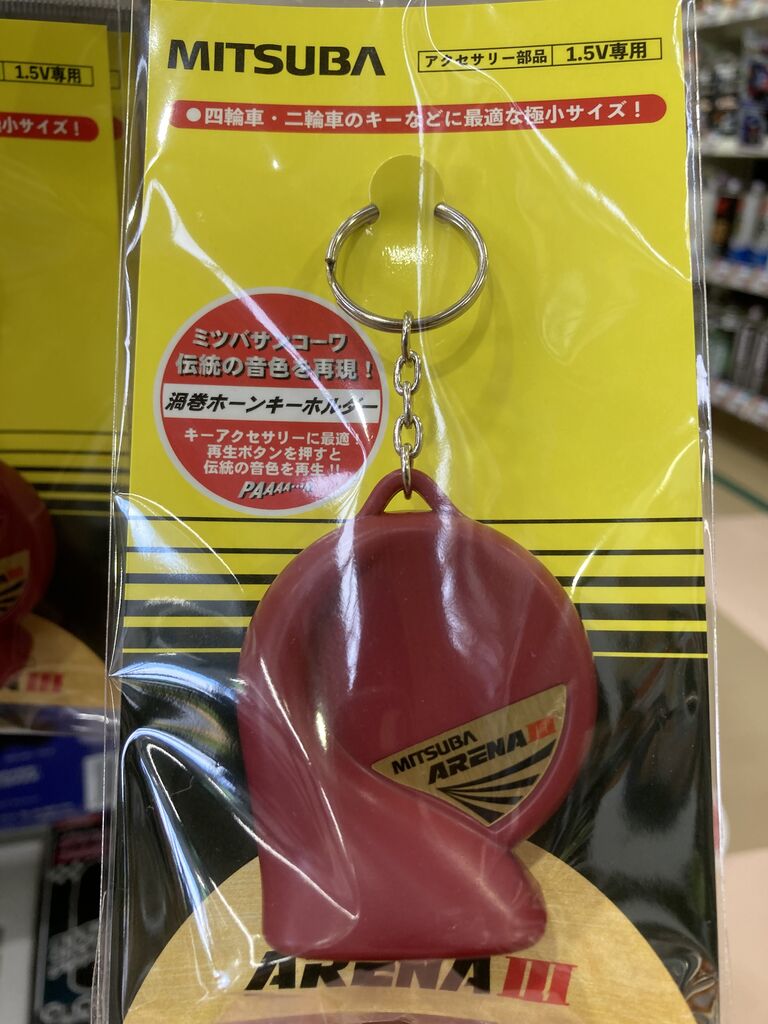 MITSUBA
アクセサリー部品 1.5V専用
●四輪車・二輪車のキーなどに最適な極小サイズ!
ミツバサンコーワ
伝統の音色を再現!
渦巻ホーンキーホルダー
キーアクセサリーに最適
再生ボタンを押すと
伝統の音色を再生!!
MITSUBA
ARENA III
ARENA III
1.5V専用
小サイズ!
III